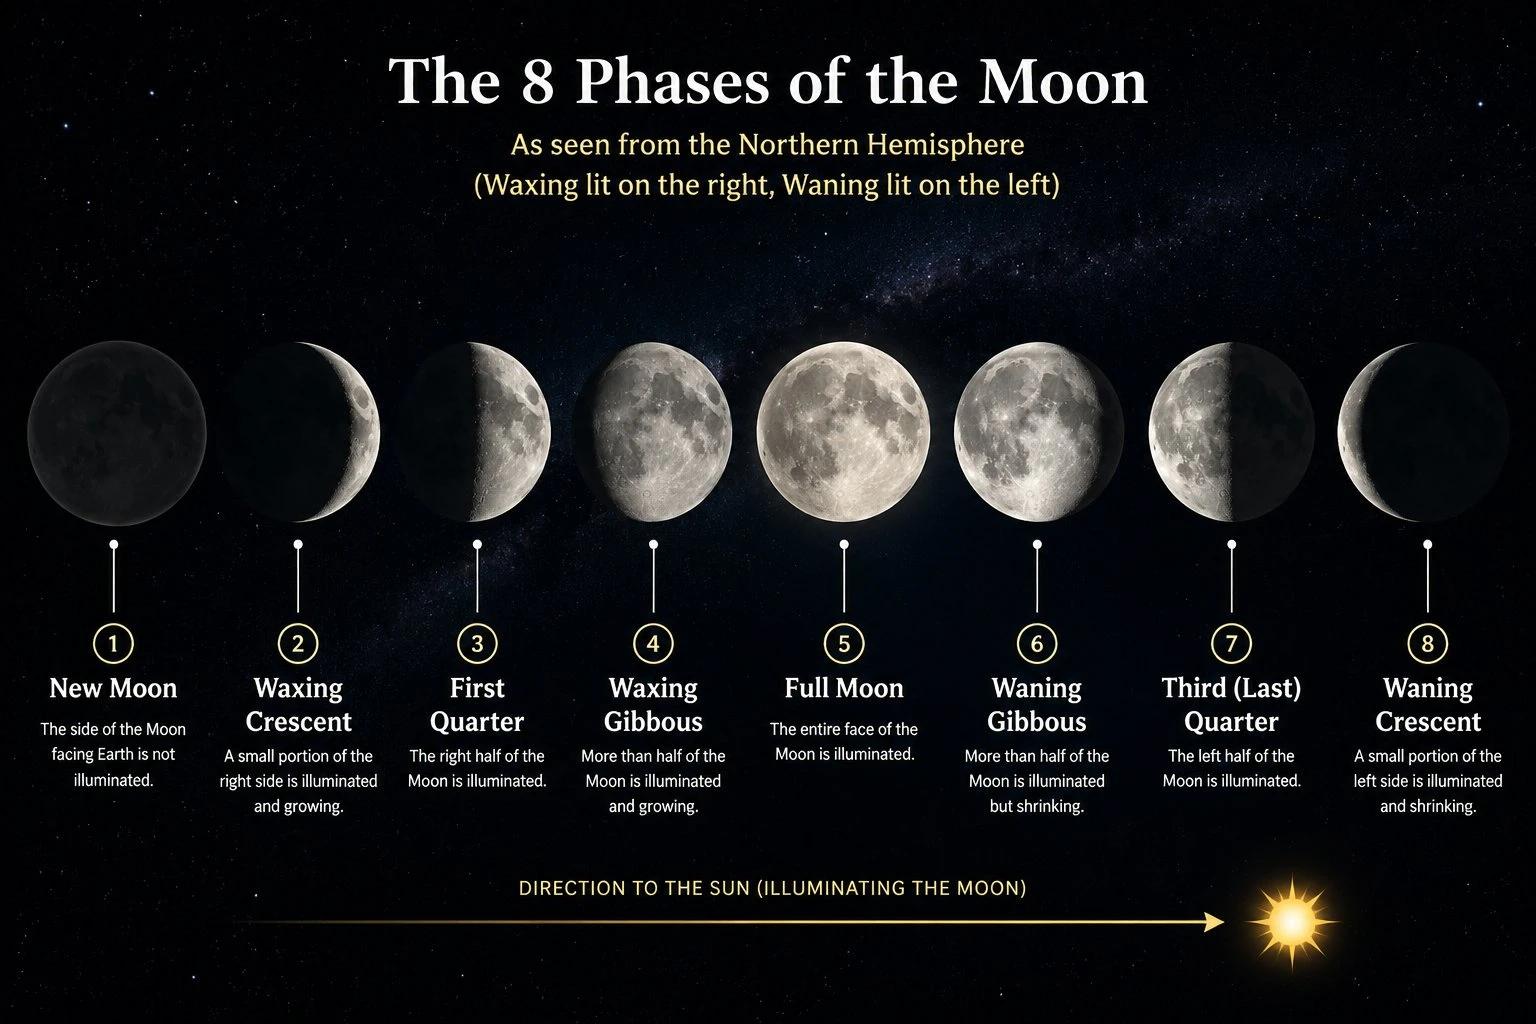 The 8 Phases of the Moon
As seen from the Northern Hemisphere
(Waxing lit on the right, Waning lit on the left)
1
New Moon
The side of the Moon
facing Earth is not
illuminated.
2
Waxing
Crescent
A small portion of the
right side is illuminated
and growing.
3
First
Quarter
The right half of the
Moon is illuminated.
4
Waxing
Gibbous
More than half of the
Moon is illuminated
and growing.
5
Full Moon
The entire face of the
Moon is illuminated.
6
Waning
Gibbous
More than half of the
Moon is illuminated
but shrinking.
7
Third (Last)
Quarter
The left half of the
Moon is illuminated.
8
Waning
Crescent
A small portion of the
left side is illuminated
and shrinking.
DIRECTION TO THE SUN (ILLUMINATING THE MOON)